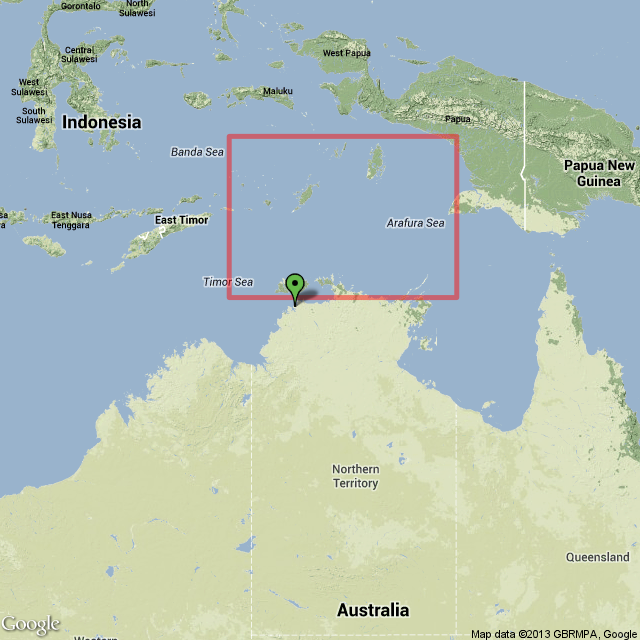 Gorontalo
North
Sulawesi
Central
Sulawesi
West Papua
West
Sulawesi
Maluku
South
Sulawesi
Papua
Indonesia
Banda Sea
Papua New
Guinea
East Nusa
Tenggara
East Timor
Arafura Sea
sa
ra
Timor Sea
Northern
Territory
Queensland
Australia
Google
Western
Map data ©2013 GBRMPA, Google